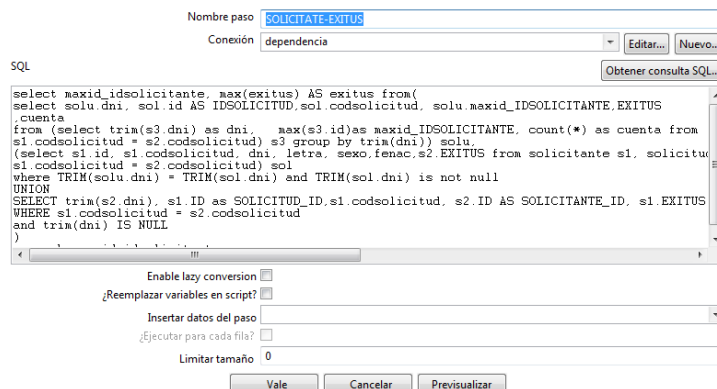 Nombre paso SOLICITATE-EXITUS
Conexión dependencia Editar... Nuevo...
SQL
Obtener consulta SQL...
select maxid_idsolicitante, max(exitus) AS exitus from(
select solu.dni, sol.id AS IDSOLICITUD,sol.codsolicitud, solu.maxid_IDSOLICITANTE,EXITUS
,cuenta
from (select trim(s3.dni) as dni, max(s3.id)as maxid_IDSOLICITANTE, count(*) as cuenta from
s1.codsolicitud = s2.codsolicitud) s3 group by trim(dni)) solu,
(select s1.id, s1.codsolicitud, dni, letra, sexo,fenac,s2.EXITUS from solicitante s1, solicitud
s1.codsolicitud = s2.codsolicitud) sol
where TRIM(solu.dni) = TRIM(sol.dni) and TRIM(sol.dni) is not null
UNION
SELECT trim(s2.dni), s1.ID as SOLICITUD_ID,s1.codsolicitud, s2.ID AS SOLICITANTE_ID, s1.EXITUS
WHERE s1.codsolicitud = s2.codsolicitud
and trim(dni) IS NULL
)
Enable lazy conversion
¿Reemplazar variables en script?
Insertar datos del paso
¿Ejecutar para cada fila?
Limitar tamaño 0
Vale Cancelar Previsualizar